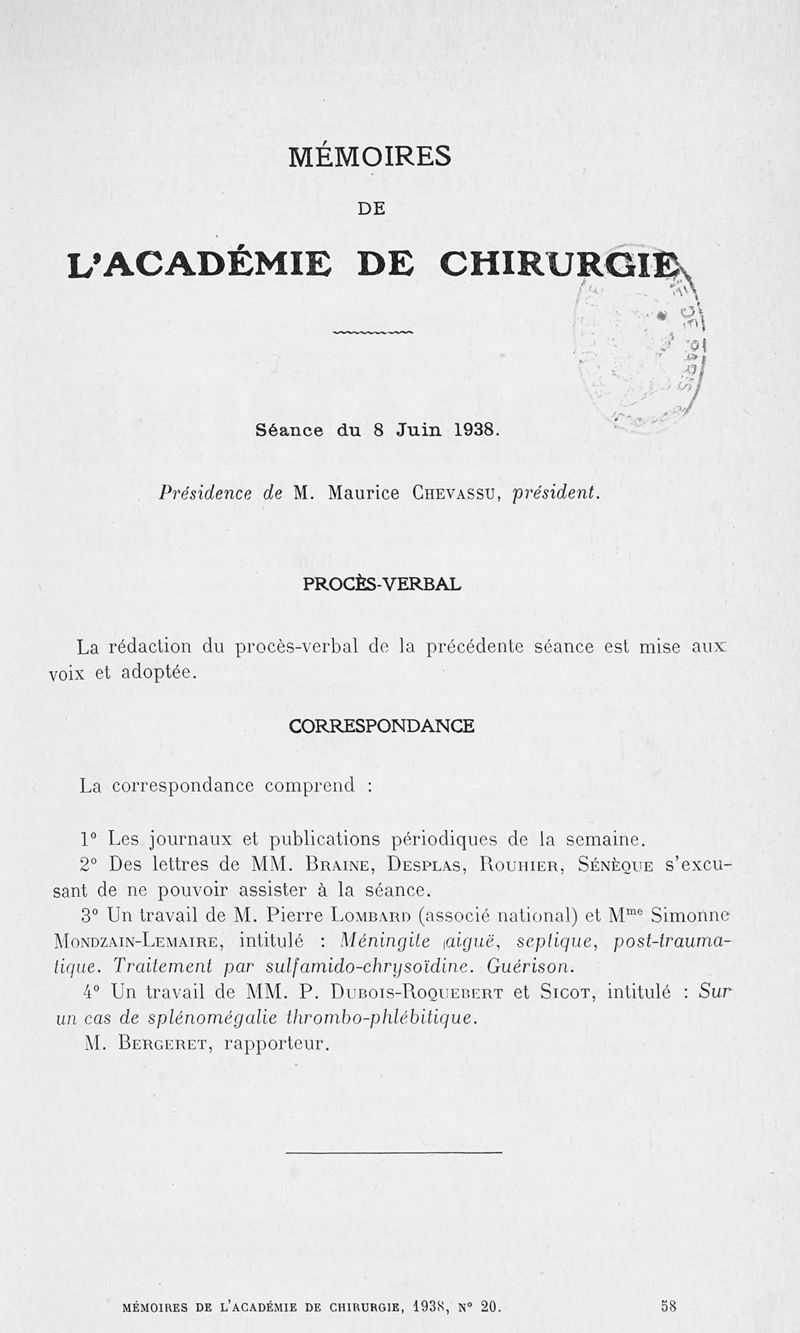 MÉMOIRES
DE
L'ACADÉMIE DE CHIRURGIE
Séance du 8 Juin 1938.
Présidence de M. Maurice CHEVASSU, président.
PROCÈS-VERBAL
La rédaction du procès-verbal de la précédente séance est mise aux
voix et adoptée.
CORRESPONDANCE
La correspondance comprend :
1° Les journaux et publications périodiques de la semaine.
2° Des lettres de MM. BRAINE, DESPLAS, ROUHIER, SÉNÈQUE s'excu-
sant de ne pouvoir assister à la séance.
3° Un travail de M. Pierre LOMBARD (associé national) et Mme Simonne
MONDZAIN-LEMAIRE, intitulé : Méningite aiguë, septique, post-trauma-
tique. Traitement par sulfamido-chrysoïdine. Guérison.
4° Un travail de MM. P. DUBOIS-ROQUEBERT et SICOT, intitulé : Sur
un cas de splénomégalie thrombo-phlébitique.
M. BERGERET, rapporteur.
MÉMOIRES DE L'ACADÉMIE DE CHIRURGIE, 1938, N° 20. 58